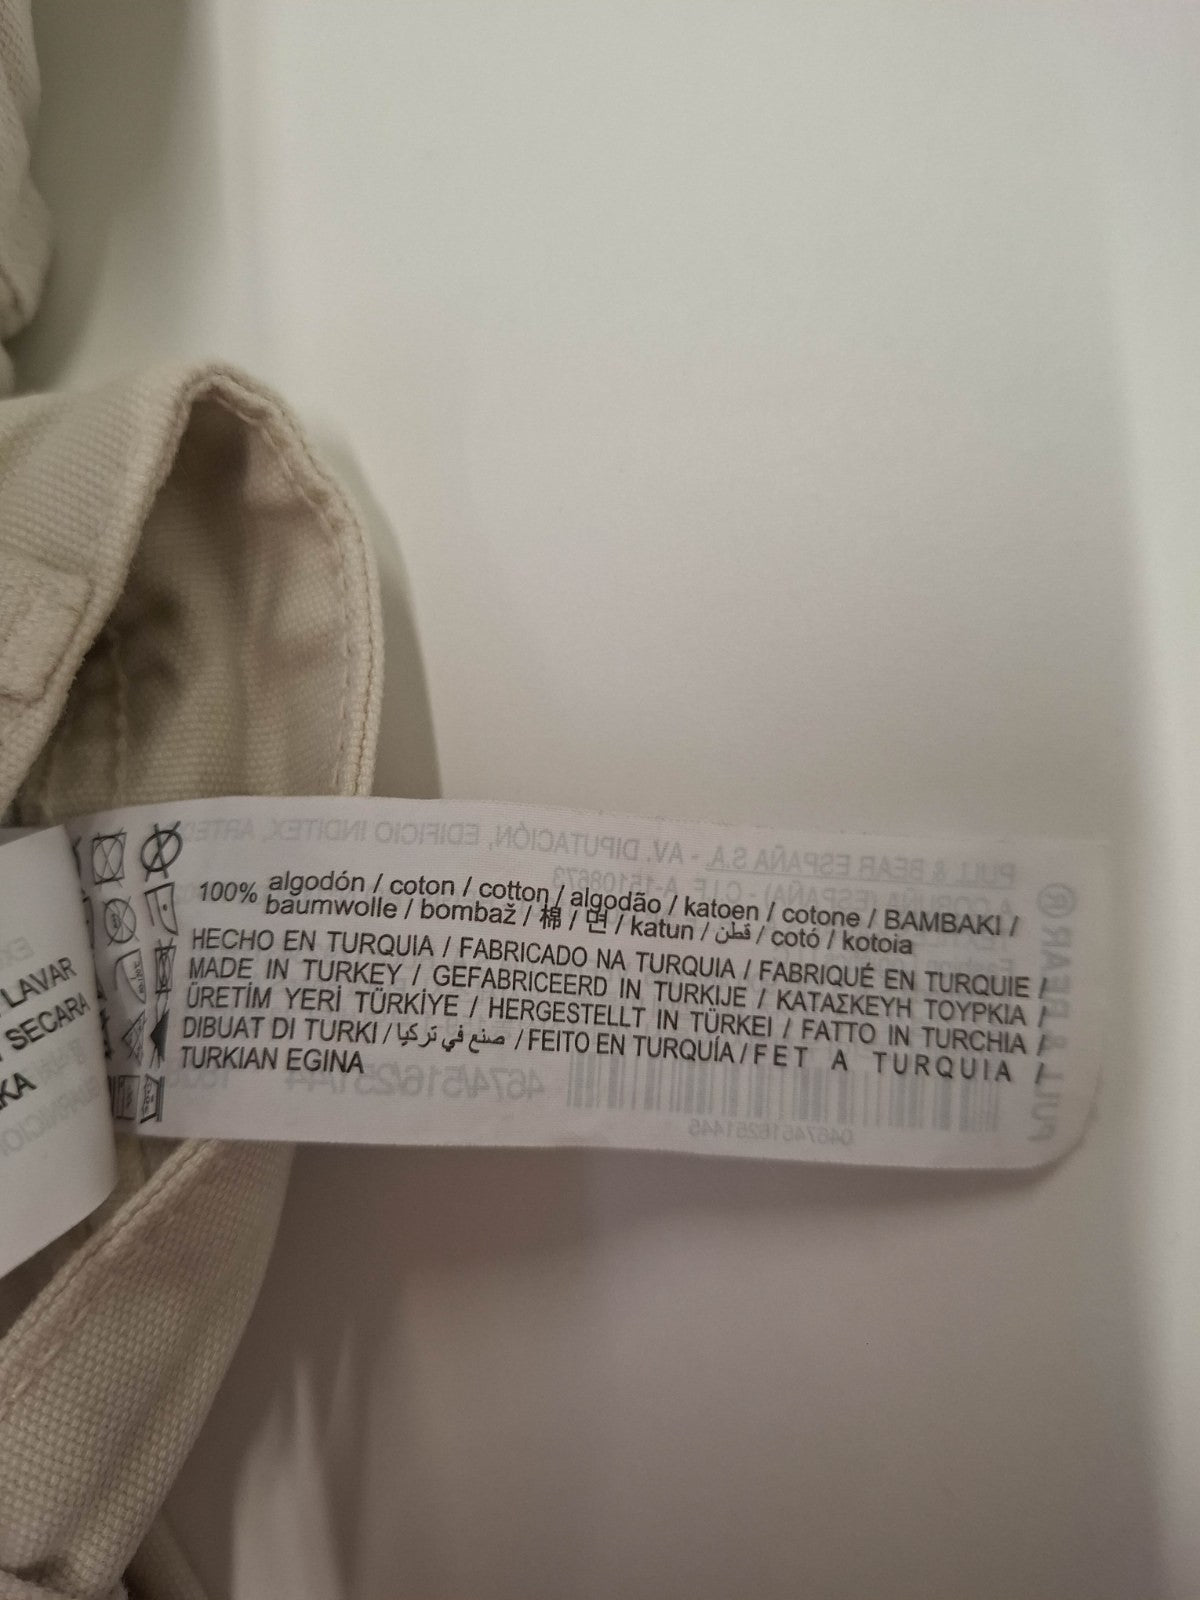 100% algodón / coton / cotton / algodão / katoen / cotone / BAMBAKI /
baumwolle / bombaž / 棉 / 면 / katun / قطن / cotó / kotoia
HECHO EN TURQUIA / FABRICADO NA TURQUIA / FABRIQUÉ EN TURQUIE /
MADE IN TURKEY / GEFABRICEERD IN TURKIJE / ΚΑΤΑΣΚΕΥΗ ΤΟΥΡΚΙΑ /
ÜRETİM YERİ TÜRKİYE / HERGESTELLT IN TÜRKEI / FATTO IN TURCHIA /
DIBUAT DI TURKI / صنع في تركيا / FEITO EN TURQUÍA / FET A TURQUIA /
TURKIAN EGINA
LAVAR
SECARA
PULL & BEAR ESPAÑA S.A. - AV. DIPUTACIÓN, EDIFICIO INDITEX,
PULL & BEAR®